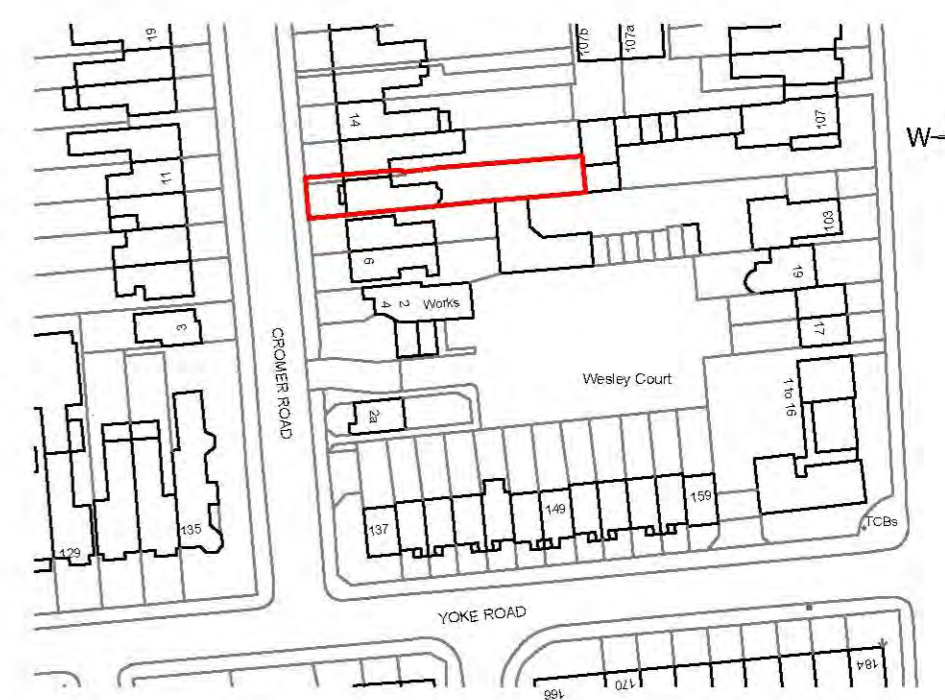 19
107b
107a
14
107
W
11
103
6
19
4 2 Works
17
3
CROMER ROAD
Wesley Court
1 to 16
2a
159
149
137
135
129
TCBs
YOKE ROAD
184
170
166